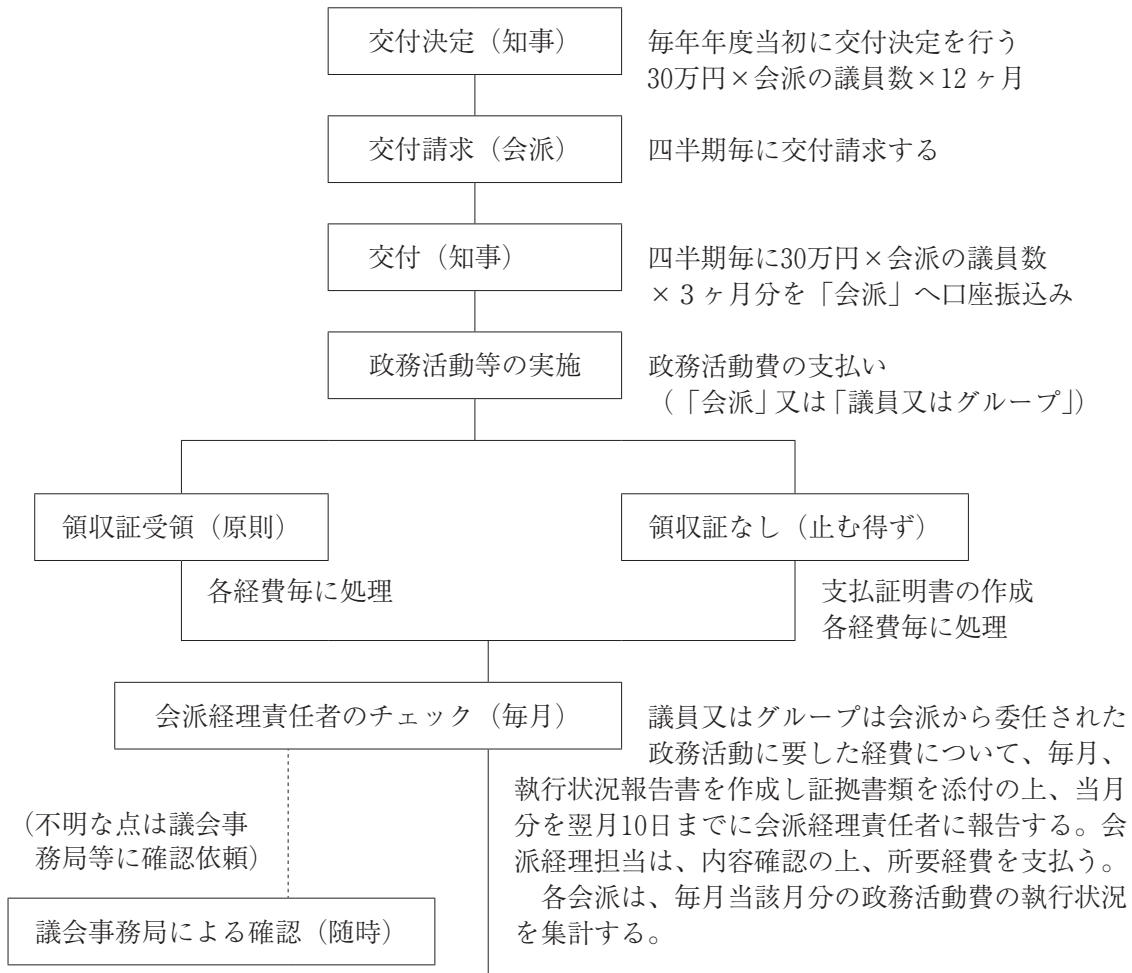 交付決定（知事）
毎年年度当初に交付決定を行う
30万円×会派の議員数×12ヶ月
交付請求（会派）
四半期毎に交付請求する
交付（知事）
四半期毎に30万円×会派の議員数
×３ヶ月分を「会派」へ口座振込み
政務活動等の実施
政務活動費の支払い
（「会派」又は「議員又はグループ」）
領収証受領（原則）
領収証なし（止む得ず）
各経費毎に処理
支払証明書の作成
各経費毎に処理
会派経理責任者のチェック（毎月）
議員又はグループは会派から委任された
政務活動に要した経費について、毎月、
執行状況報告書を作成し証拠書類を添付の上、当月
分を翌月10日までに会派経理責任者に報告する。会
派経理担当は、内容確認の上、所要経費を支払う。
各会派は、毎月当該月分の政務活動費の執行状況
を集計する。
（不明な点は議会事
務局等に確認依頼）
議会事務局による確認（随時）